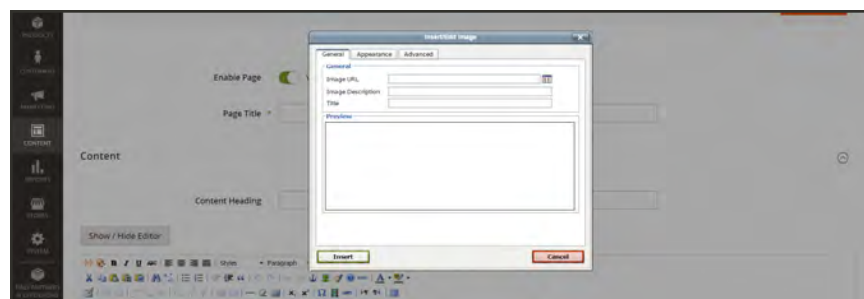 Insert/Edit Image
PRODUCTS
CUSTOMERS
MARKETING
CONTENT
REPORTS
STORES
SYSTEM
General Appearance Advanced
General
Enable Page
Image URL
Image Description
Title
Page Title *
Preview
Content
Content Heading
Show / Hide Editor
Insert
Cancel
Styles Paragraph